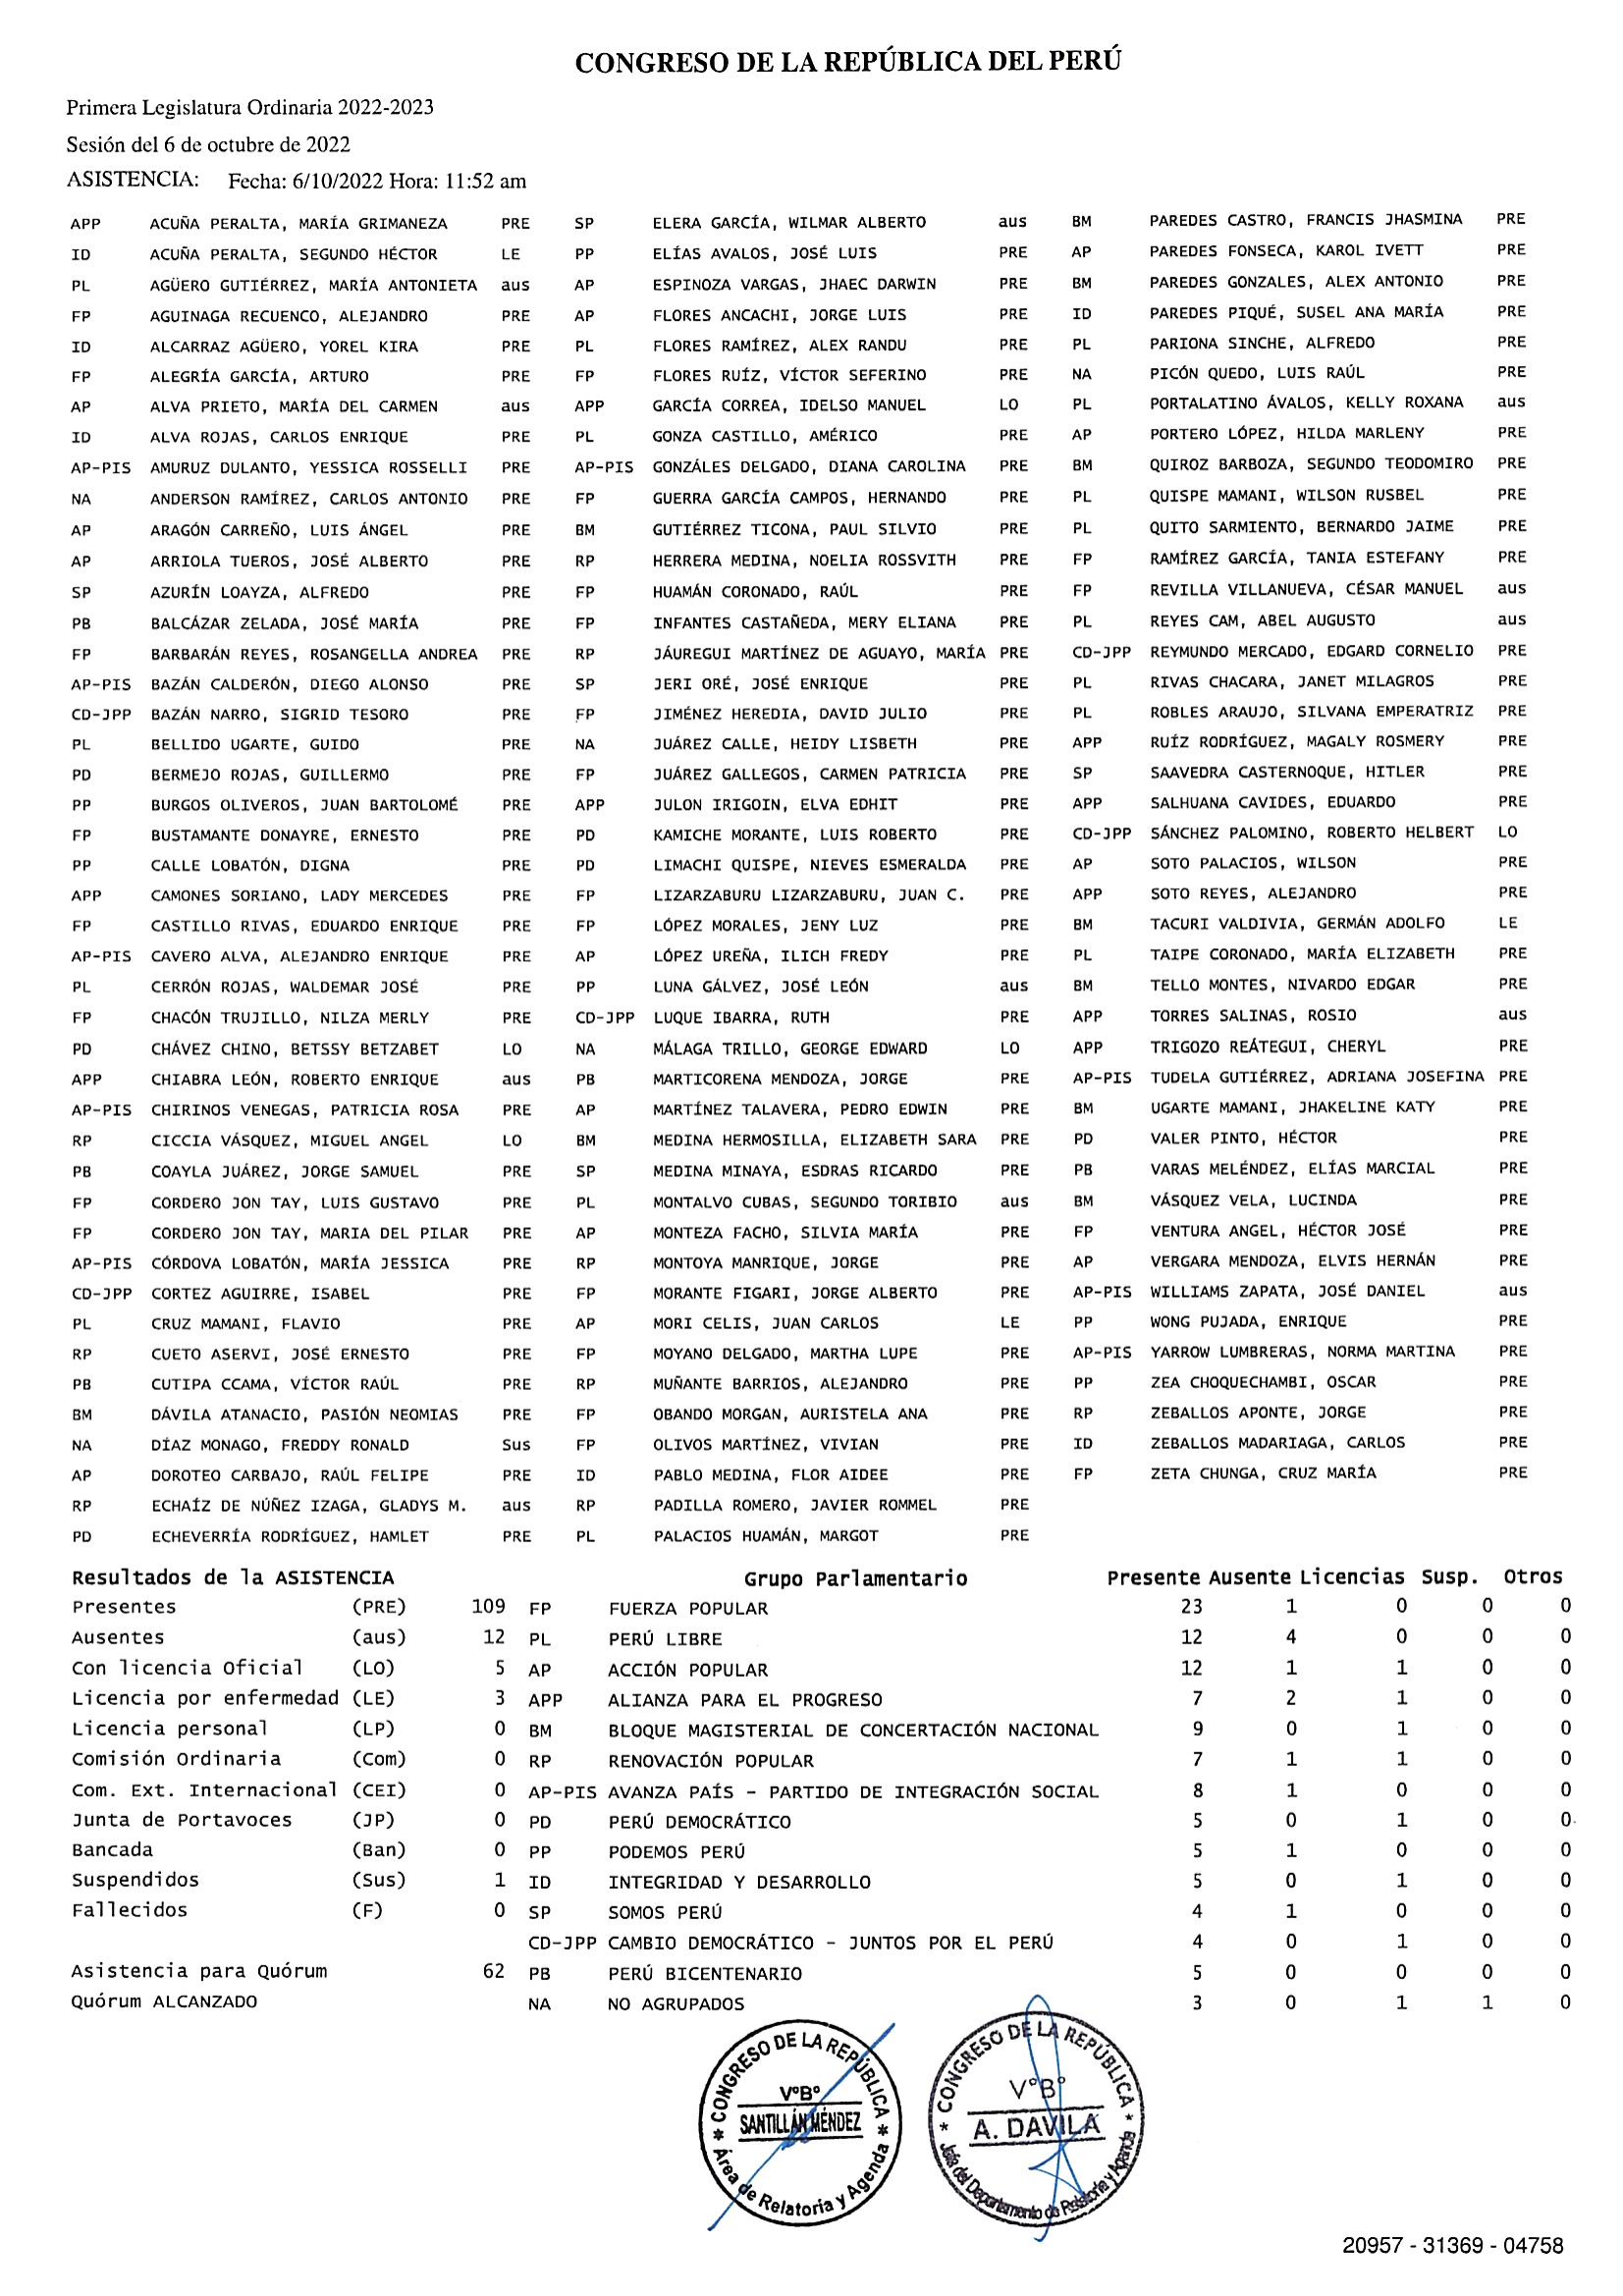 CONGRESO DE LA REPÚBLICA DEL PERÚ
Primera Legislatura Ordinaria 2022-2023
Sesión del 6 de octubre de 2022
ASISTENCIA: Fecha: 6/10/2022 Hora: 11:52 am
APP ACUÑA PERALTA, MARÍA GRIMANEZA PRE SP ELERA GARCÍA, WILMAR ALBERTO aus BM PAREDES CASTRO, FRANCIS JHASMINA PRE
ID ACUÑA PERALTA, SEGUNDO HÉCTOR LE PP ELÍAS AVALOS, JOSÉ LUIS PRE AP PAREDES FONSECA, KAROL IVETT PRE
PL AGÜERO GUTIÉRREZ, MARÍA ANTONIETA aus AP ESPINOZA VARGAS, JHAEC DARWIN PRE BM PAREDES GONZALES, ALEX ANTONIO PRE
FP AGUINAGA RECUENCO, ALEJANDRO PRE AP FLORES ANCACHI, JORGE LUIS PRE ID PAREDES PIQUÉ, SUSEL ANA MARÍA PRE
ID ALCARRAZ AGÜERO, YOREL KIRA PRE PL FLORES RAMÍREZ, ALEX RANDU PRE PL PARIONA SINCHE, ALFREDO PRE
FP ALEGRÍA GARCÍA, ARTURO PRE FP FLORES RUÍZ, VÍCTOR SEFERINO PRE NA PICÓN QUEDO, LUIS RAÚL PRE
AP ALVA PRIETO, MARÍA DEL CARMEN aus APP GARCÍA CORREA, IDELSO MANUEL LO PL PORTALATINO ÁVALOS, KELLY ROXANA aus
ID ALVA ROJAS, CARLOS ENRIQUE PRE PL GONZA CASTILLO, AMÉRICO PRE AP PORTERO LÓPEZ, HILDA MARLENY PRE
AP-PIS AMURUZ DULANTO, YESSICA ROSSELLI PRE AP-PIS GONZÁLES DELGADO, DIANA CAROLINA PRE BM QUIROZ BARBOZA, SEGUNDO TEODOMIRO PRE
NA ANDERSON RAMÍREZ, CARLOS ANTONIO PRE FP GUERRA GARCÍA CAMPOS, HERNANDO PRE PL QUISPE MAMANI, WILSON RUSBEL PRE
AP ARAGÓN CARREÑO, LUIS ÁNGEL PRE BM GUTIÉRREZ TICONA, PAUL SILVIO PRE PL QUITO SARMIENTO, BERNARDO JAIME PRE
AP ARRIOLA TUEROS, JOSÉ ALBERTO PRE RP HERRERA MEDINA, NOELIA ROSSVITH PRE FP RAMÍREZ GARCÍA, TANIA ESTEFANY PRE
SP AZURÍN LOAYZA, ALFREDO PRE FP HUAMÁN CORONADO, RAÚL PRE FP REVILLA VILLANUEVA, CÉSAR MANUEL aus
PB BALCÁZAR ZELADA, JOSÉ MARÍA PRE FP INFANTES CASTAÑEDA, MERY ELIANA PRE PL REYES CAM, ABEL AUGUSTO aus
FP BARBARÁN REYES, ROSANGELLA ANDREA PRE RP JÁUREGUI MARTÍNEZ DE AGUAYO, MARÍA PRE CD-JPP REYMUNDO MERCADO, EDGARD CORNELIO PRE
AP-PIS BAZÁN CALDERÓN, DIEGO ALONSO PRE SP JERI ORÉ, JOSÉ ENRIQUE PRE PL RIVAS CHACARA, JANET MILAGROS PRE
CD-JPP BAZÁN NARRO, SIGRID TESORO PRE FP JIMÉNEZ HEREDIA, DAVID JULIO PRE PL ROBLES ARAUJO, SILVANA EMPERATRIZ PRE
PL BELLIDO UGARTE, GUIDO PRE NA JUÁREZ CALLE, HEIDY LISBETH PRE APP RUÍZ RODRÍGUEZ, MAGALY ROSMERY PRE
PD BERMEJO ROJAS, GUILLERMO PRE FP JUÁREZ GALLEGOS, CARMEN PATRICIA PRE SP SAAVEDRA CASTERNOQUE, HITLER PRE
PP BURGOS OLIVEROS, JUAN BARTOLOMÉ PRE APP JULON IRIGOIN, ELVA EDHIT PRE APP SALHUANA CAVIDES, EDUARDO PRE
FP BUSTAMANTE DONAYRE, ERNESTO PRE PD KAMICHE MORANTE, LUIS ROBERTO PRE CD-JPP SÁNCHEZ PALOMINO, ROBERTO HELBERT LO
PP CALLE LOBATÓN, DIGNA PRE PD LIMACHI QUISPE, NIEVES ESMERALDA PRE AP SOTO PALACIOS, WILSON PRE
APP CAMONES SORIANO, LADY MERCEDES PRE FP LIZARZABURU LIZARZABURU, JUAN C. PRE APP SOTO REYES, ALEJANDRO PRE
FP CASTILLO RIVAS, EDUARDO ENRIQUE PRE FP LÓPEZ MORALES, JENY LUZ PRE BM TACURI VALDIVIA, GERMÁN ADOLFO LE
AP-PIS CAVERO ALVA, ALEJANDRO ENRIQUE PRE AP LÓPEZ UREÑA, ILICH FREDY PRE PL TAIPE CORONADO, MARÍA ELIZABETH PRE
PL CERRÓN ROJAS, WALDEMAR JOSÉ PRE PP LUNA GÁLVEZ, JOSÉ LEÓN aus BM TELLO MONTES, NIVARDO EDGAR PRE
FP CHACÓN TRUJILLO, NILZA MERLY PRE CD-JPP LUQUE IBARRA, RUTH PRE APP TORRES SALINAS, ROSIO aus
PD CHÁVEZ CHINO, BETSSY BETZABET LO NA MÁLAGA TRILLO, GEORGE EDWARD LO APP TRIGOZO REÁTEGUI, CHERYL PRE
APP CHIABRA LEÓN, ROBERTO ENRIQUE aus PB MARTICORENA MENDOZA, JORGE PRE AP-PIS TUDELA GUTIÉRREZ, ADRIANA JOSEFINA PRE
AP-PIS CHIRINOS VENEGAS, PATRICIA ROSA PRE AP MARTÍNEZ TALAVERA, PEDRO EDWIN PRE BM UGARTE MAMANI, JHAKELINE KATY PRE
RP CICCIA VÁSQUEZ, MIGUEL ANGEL LO BM MEDINA HERMOSILLA, ELIZABETH SARA PRE PD VALER PINTO, HÉCTOR PRE
PB COAYLA JUÁREZ, JORGE SAMUEL PRE SP MEDINA MINAYA, ESDRAS RICARDO PRE PB VARAS MELÉNDEZ, ELÍAS MARCIAL PRE
FP CORDERO JON TAY, LUIS GUSTAVO PRE PL MONTALVO CUBAS, SEGUNDO TORIBIO aus BM VÁSQUEZ VELA, LUCINDA PRE
FP CORDERO JON TAY, MARIA DEL PILAR PRE AP MONTEZA FACHO, SILVIA MARÍA PRE FP VENTURA ANGEL, HÉCTOR JOSÉ PRE
AP-PIS CÓRDOVA LOBATÓN, MARÍA JESSICA PRE RP MONTOYA MANRIQUE, JORGE PRE AP VERGARA MENDOZA, ELVIS HERNÁN PRE
CD-JPP CORTEZ AGUIRRE, ISABEL PRE FP MORANTE FIGARI, JORGE ALBERTO PRE AP-PIS WILLIAMS ZAPATA, JOSÉ DANIEL aus
PL CRUZ MAMANI, FLAVIO PRE AP MORI CELIS, JUAN CARLOS LE PP WONG PUJADA, ENRIQUE PRE
RP CUETO ASERVI, JOSÉ ERNESTO PRE FP MOYANO DELGADO, MARTHA LUPE PRE AP-PIS YARROW LUMBRERAS, NORMA MARTINA PRE
PB CUTIPA CCAMA, VÍCTOR RAÚL PRE RP MUÑANTE BARRIOS, ALEJANDRO PRE PP ZEA CHOQUECHAMBI, OSCAR PRE
BM DÁVILA ATANACIO, PASIÓN NEOMIAS PRE FP OBANDO MORGAN, AURISTELA ANA PRE RP ZEBALLOS APONTE, JORGE PRE
NA DÍAZ MONAGO, FREDDY RONALD Sus FP OLIVOS MARTÍNEZ, VIVIAN PRE ID ZEBALLOS MADARIAGA, CARLOS PRE
AP DOROTEO CARBAJO, RAÚL FELIPE PRE ID PABLO MEDINA, FLOR AIDEE PRE FP ZETA CHUNGA, CRUZ MARÍA PRE
RP ECHAÍZ DE NÚÑEZ IZAGA, GLADYS M. aus RP PADILLA ROMERO, JAVIER ROMMEL PRE
PD ECHEVERRÍA RODRÍGUEZ, HAMLET PRE PL PALACIOS HUAMÁN, MARGOT PRE
Resultados de la ASISTENCIA Grupo Parlamentario Presente Ausente Licencias Susp. Otros
Presentes (PRE) 109 FP FUERZA POPULAR 23 1 0 0 0
Ausentes (aus) 12 PL PERÚ LIBRE 12 4 0 0 0
Con licencia Oficial (LO) 5 AP ACCIÓN POPULAR 12 1 1 0 0
Licencia por enfermedad (LE) 3 APP ALIANZA PARA EL PROGRESO 7 2 1 0 0
Licencia personal (LP) 0 BM BLOQUE MAGISTERIAL DE CONCERTACIÓN NACIONAL 9 0 1 0 0
Comisión Ordinaria (Com) 0 RP RENOVACIÓN POPULAR 7 1 1 0 0
Com. Ext. Internacional (CEI) 0 AP-PIS AVANZA PAÍS - PARTIDO DE INTEGRACIÓN SOCIAL 8 1 0 0 0
Junta de Portavoces (JP) 0 PD PERÚ DEMOCRÁTICO 5 0 1 0 0
Bancada (Ban) 0 PP PODEMOS PERÚ 5 1 0 0 0
Suspendidos (Sus) 1 ID INTEGRIDAD Y DESARROLLO 5 0 1 0 0
Fallecidos (F) 0 SP SOMOS PERÚ 4 1 0 0 0
CD-JPP CAMBIO DEMOCRÁTICO - JUNTOS POR EL PERÚ 4 0 1 0 0
Asistencia para Quórum 62 PB PERÚ BICENTENARIO 5 0 0 0 0
Quórum ALCANZADO NA NO AGRUPADOS 3 0 1 1 0
* CONGRESO DE LA REPÚBLICA *
V°B°
SANTILLÁN MÉNDEZ
Área de Relatoría y Agenda
* CONGRESO DE LA REPÚBLICA *
V°B°
A. DAVILA
Jefa del Departamento de Relatoría y Agenda
20957 - 31369 - 04758